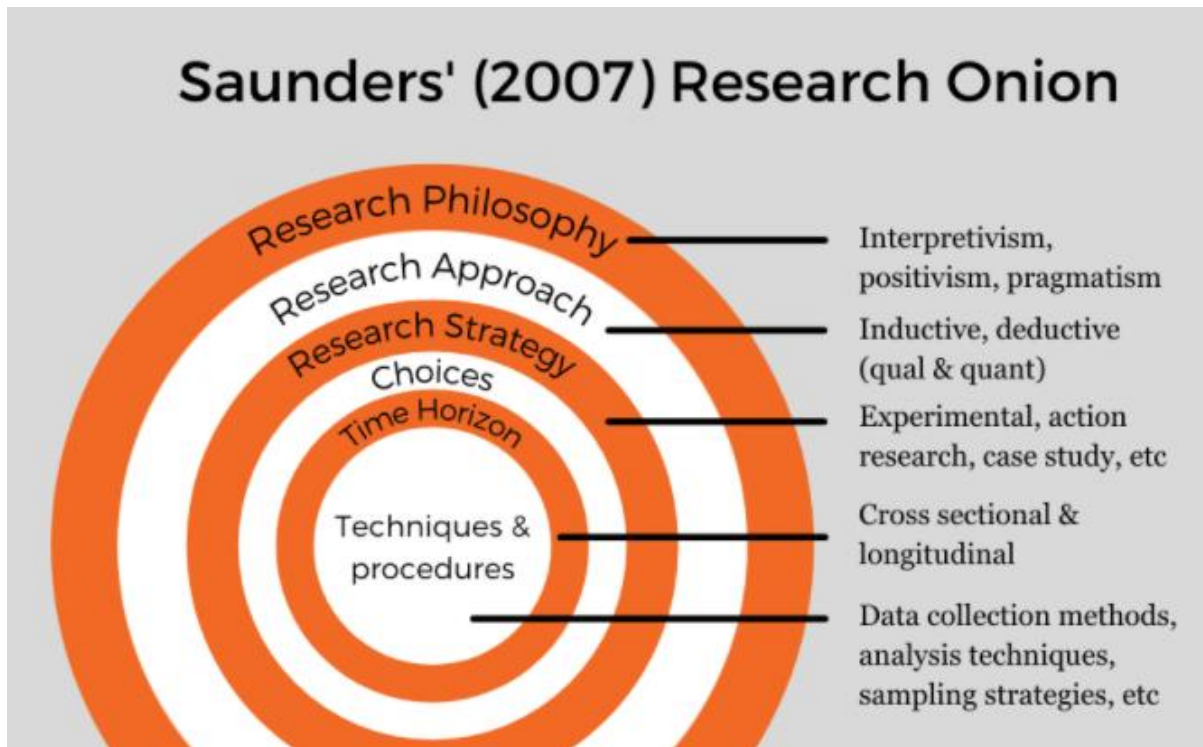 Saunders' (2007) Research Onion
Research Philosophy
Research Approach
Research Strategy
Choices
Time Horizon
Techniques &
procedures
Interpretivism,
positivism, pragmatism
Inductive, deductive
(qual & quant)
Experimental, action
research, case study, etc
Cross sectional &
longitudinal
Data collection methods,
analysis techniques,
sampling strategies, etc